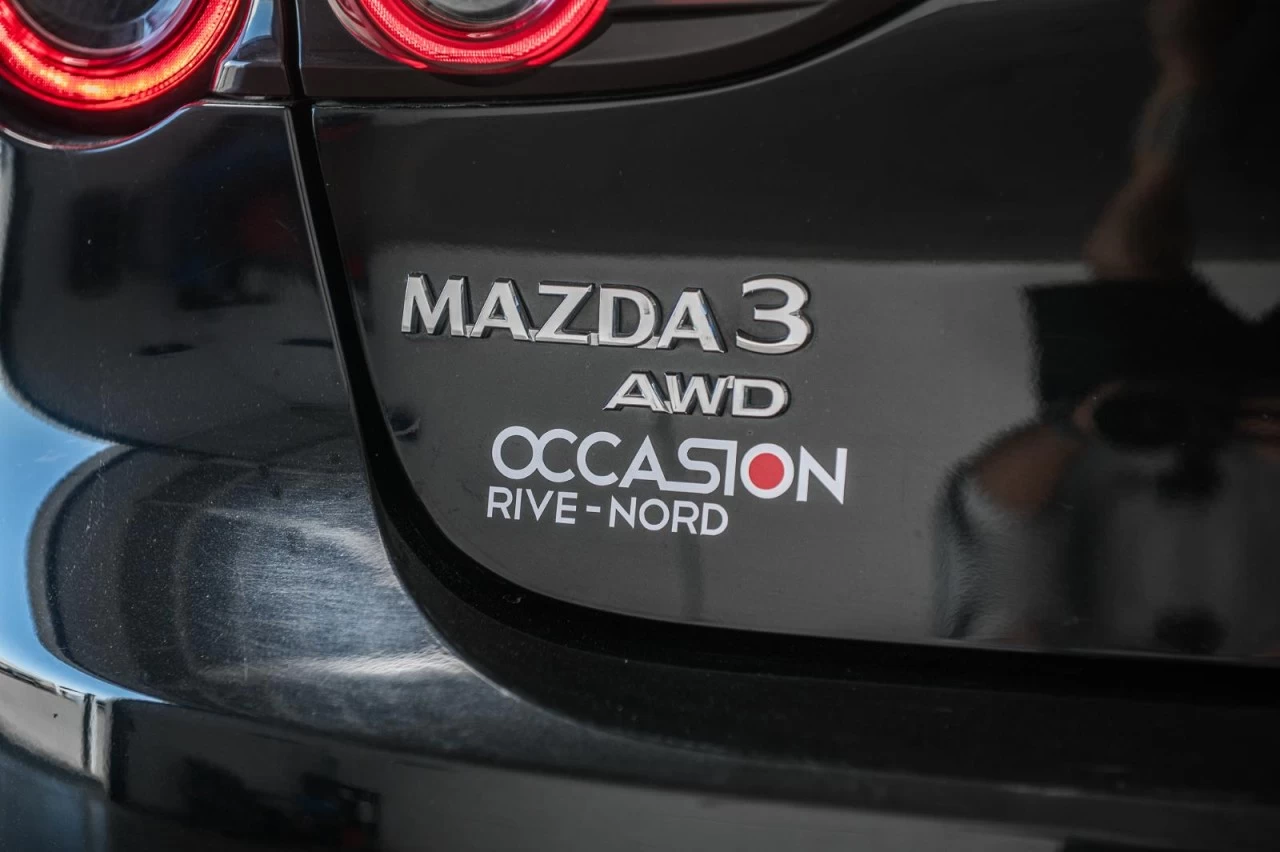 MAZDA 3
AWD
OCCASION
RIVE-NORD